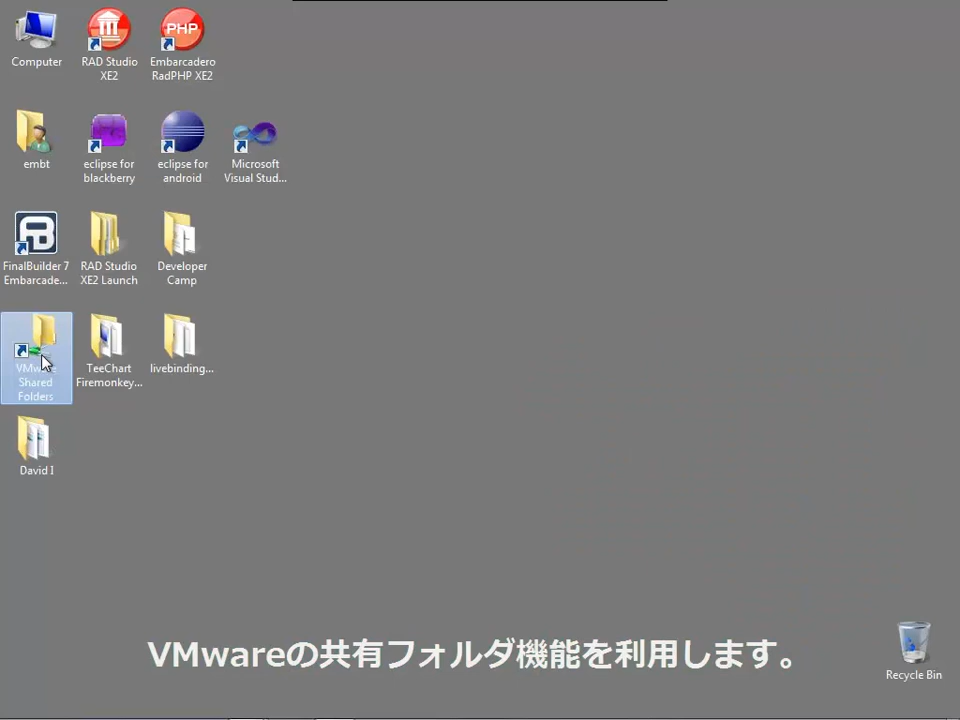 Computer
RAD Studio
XE2
PHP
Embarcadero
RadPHP XE2
embt
eclipse for
blackberry
eclipse for
android
Microsoft
Visual Stud...
FinalBuilder 7
Embarcade...
RAD Studio
XE2 Launch
Developer
Camp
VMware
Shared
Folders
TeeChart
Firemonkey...
livebinding...
David I
VMwareの共有フォルダ機能を利用します。
Recycle Bin